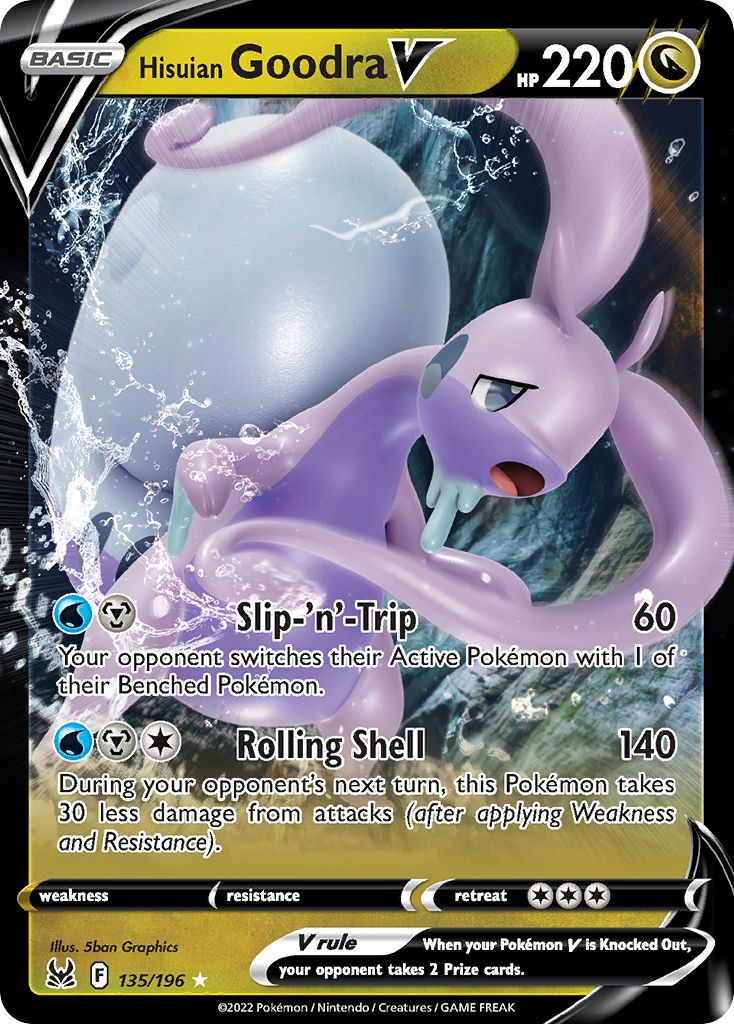 BASIC
Hisuian Goodra V HP 220
Slip-’n’-Trip 60
Your opponent switches their Active Pokémon with 1 of
their Benched Pokémon.
Rolling Shell 140
During your opponent’s next turn, this Pokémon takes
30 less damage from attacks (after applying Weakness
and Resistance).
weakness resistance retreat
Illus. 5ban Graphics
V rule When your Pokémon V is Knocked Out,
your opponent takes 2 Prize cards.
F 135/196
©2022 Pokémon / Nintendo / Creatures / GAME FREAK